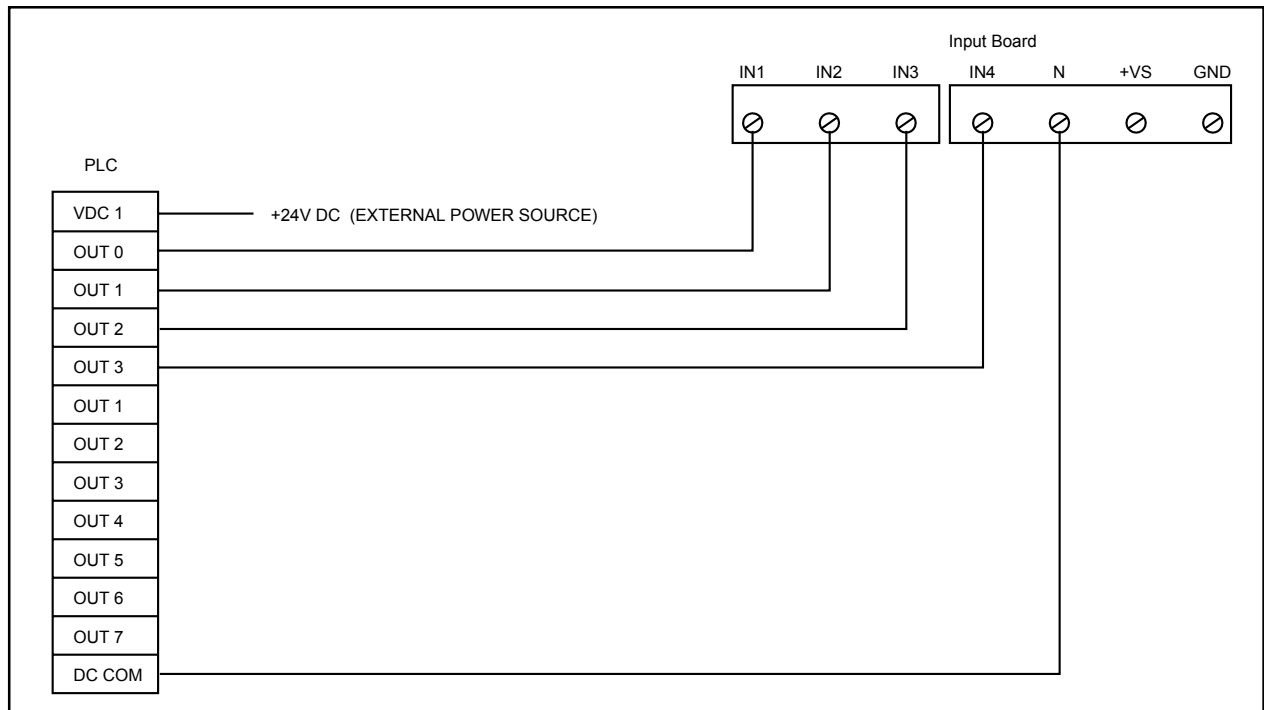 Input Board
IN1 IN2 IN3 IN4 N +VS GND
PLC
VDC 1
+24V DC (EXTERNAL POWER SOURCE)
OUT 0
OUT 1
OUT 2
OUT 3
OUT 1
OUT 2
OUT 3
OUT 4
OUT 5
OUT 6
OUT 7
DC COM